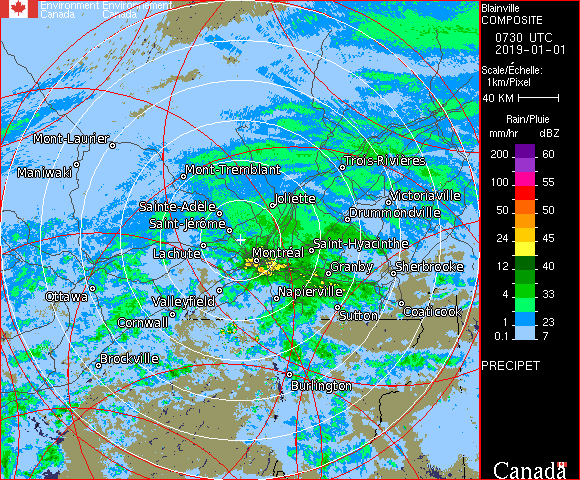 Environment Environnement
Canada Canada
Blainville
COMPOSITE
0730 UTC
2019-01-01
Scale/Échelle:
1km/Pixel
40 KM
Rain/Pluie
mm/hr dBZ
200 60
100 55
50 50
24 45
12 40
4 33
1 23
0.1 7
PRECIPET
Canada
Mont-Laurier
Maniwaki
Mont-Tremblant
Trois-Rivières
Sainte-Adele
Joliette
Victoriaville
Drummondville
Saint-Jérôme
Lachute
Montréal
Saint-Hyacinthe
Granby
Sherbrooke
Ottawa
Valleyfield
Napierville
Cornwall
Sutton
Coaticook
Brockville
Burlington